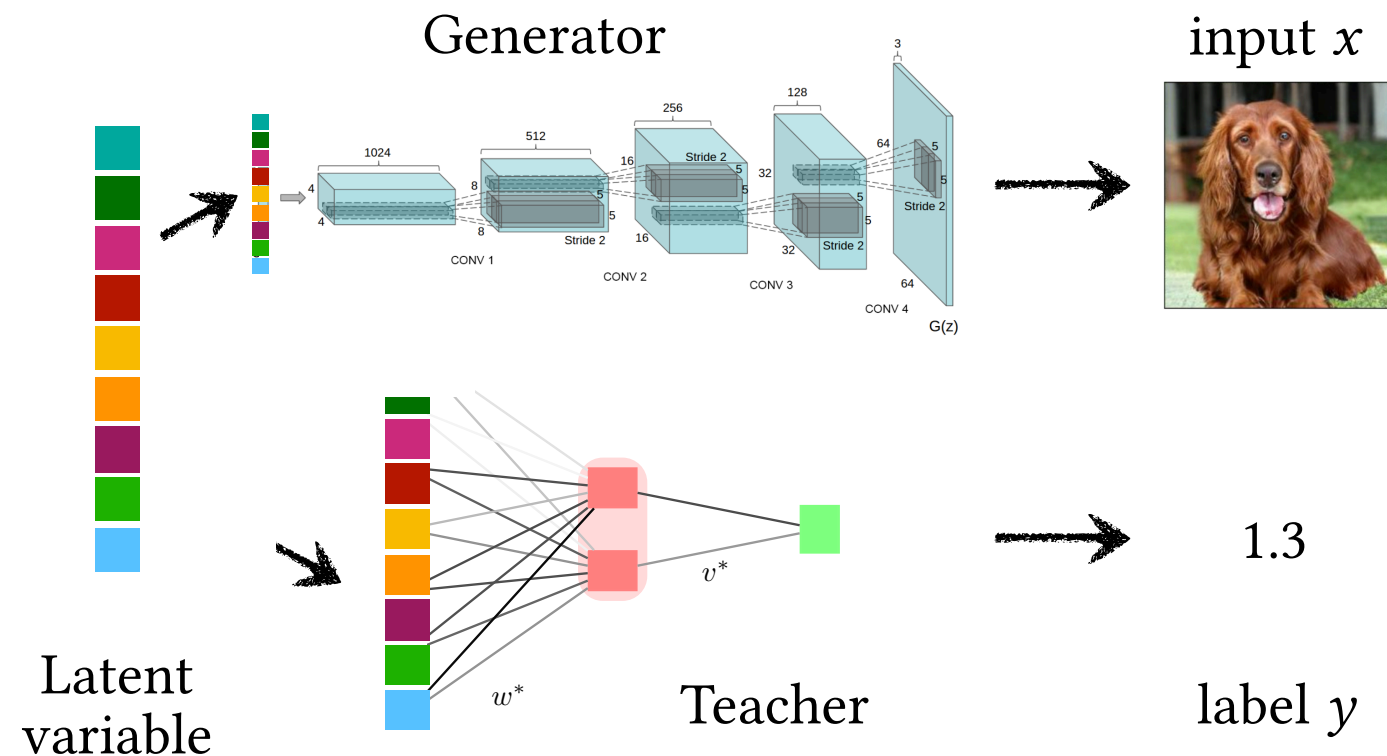 Generator
input x
3
128
256
512
1024
64
5
5
Stride 2
16
Stride 2
5
5
32
8
5
5
4
4
8
Stride 2
16
5
5
Stride 2
32
64
CONV 1
CONV 2
CONV 3
CONV 4
G(z)
1.3
v*
w*
Latent
variable
Teacher
label y